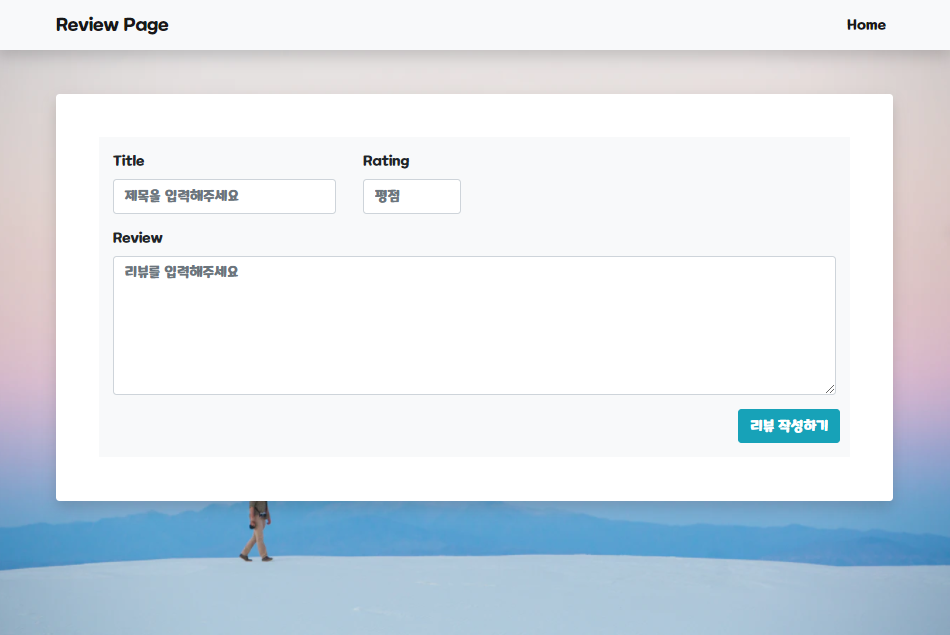 Review Page
Home
Title
Rating
제목을 입력해주세요
평점
Review
리뷰를 입력해주세요
리뷰 작성하기